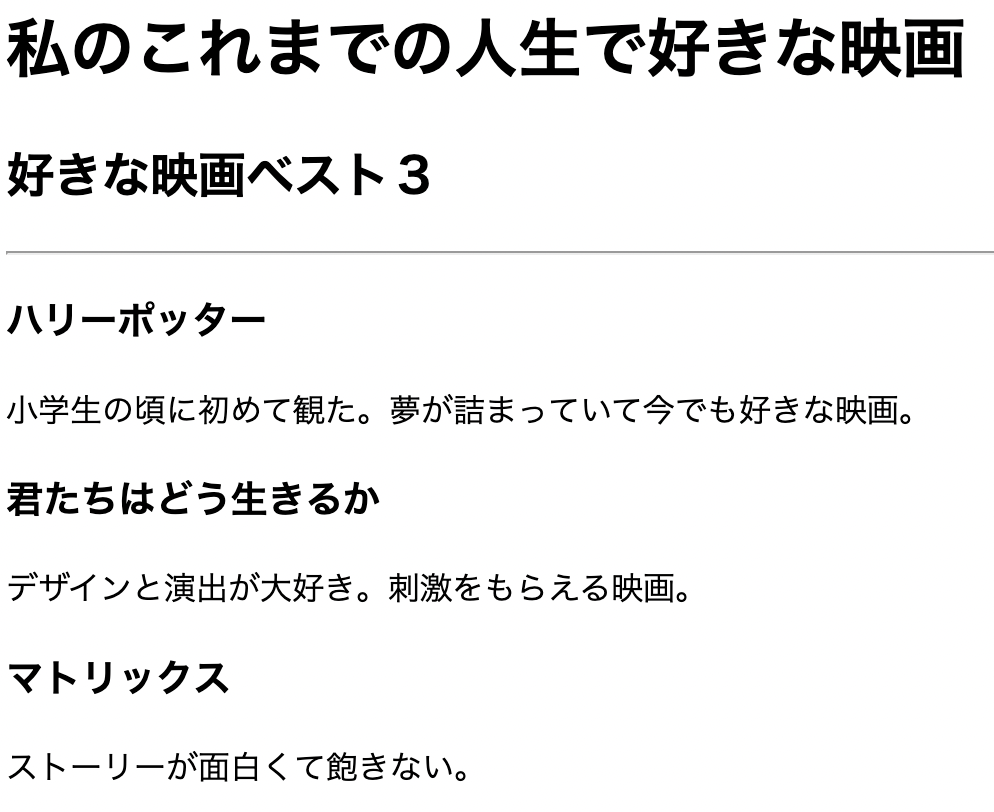 私のこれまでの人生で好きな映画
好きな映画ベスト3
ハリーポッター
小学生の頃に初めて観た。夢が詰まっていて今でも好きな映画。
君たちはどう生きるか
デザインと演出が大好き。刺激をもらえる映画。
マトリックス
ストーリーが面白くて飽きない。